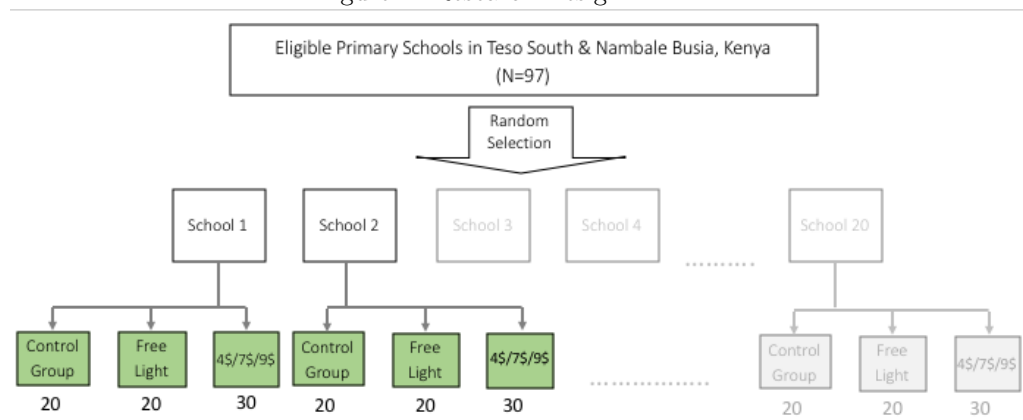 Eligible Primary Schools in Teso South & Nambale Busia, Kenya
(N=97)
Random
Selection
School 1
School 2
School 3
School 4
School 20
Control
Group
Free
Light
4$/7$/9$
Control
Group
Free
Light
4$/7$/9$
Control
Group
Free
Light
4$/7$/9$
20
20
30
20
20
30
20
20
30